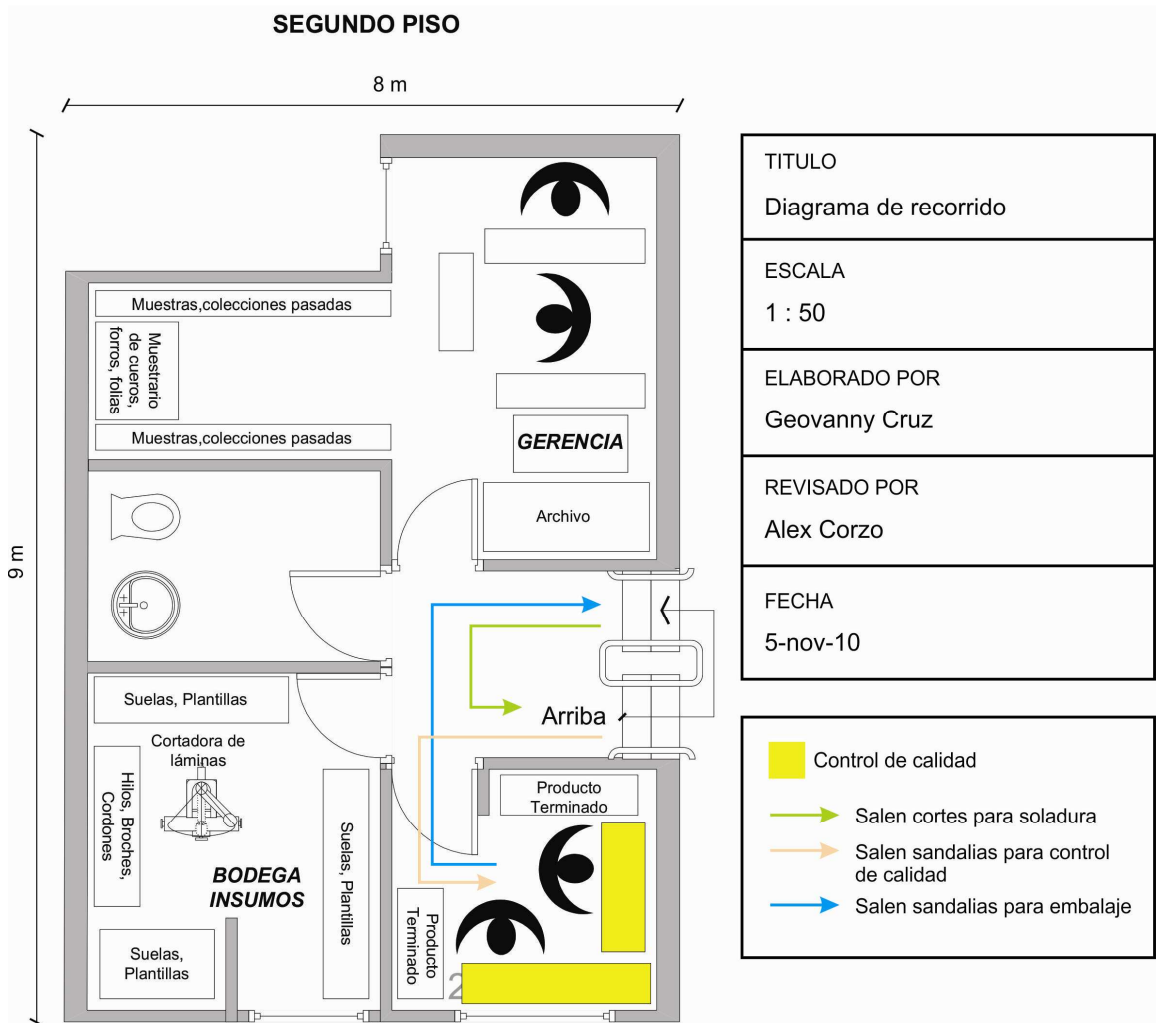 SEGUNDO PISO
8 m
9 m
Muestras,colecciones pasadas
Muestrario
de cueros,
forros, folias
Muestras,colecciones pasadas
GERENCIA
Archivo
Arriba
Suelas, Plantillas
Cortadora de
láminas
Hilos, Broches,
Cordones
Suelas, Plantillas
BODEGA
INSUMOS
Suelas,
Plantillas
Producto
Terminado
Producto
Terminado
2
TITULO
Diagrama de recorrido
ESCALA
1 : 50
ELABORADO POR
Geovanny Cruz
REVISADO POR
Alex Corzo
FECHA
5-nov-10
Control de calidad
Salen cortes para soladura
Salen sandalias para control
de calidad
Salen sandalias para embalaje